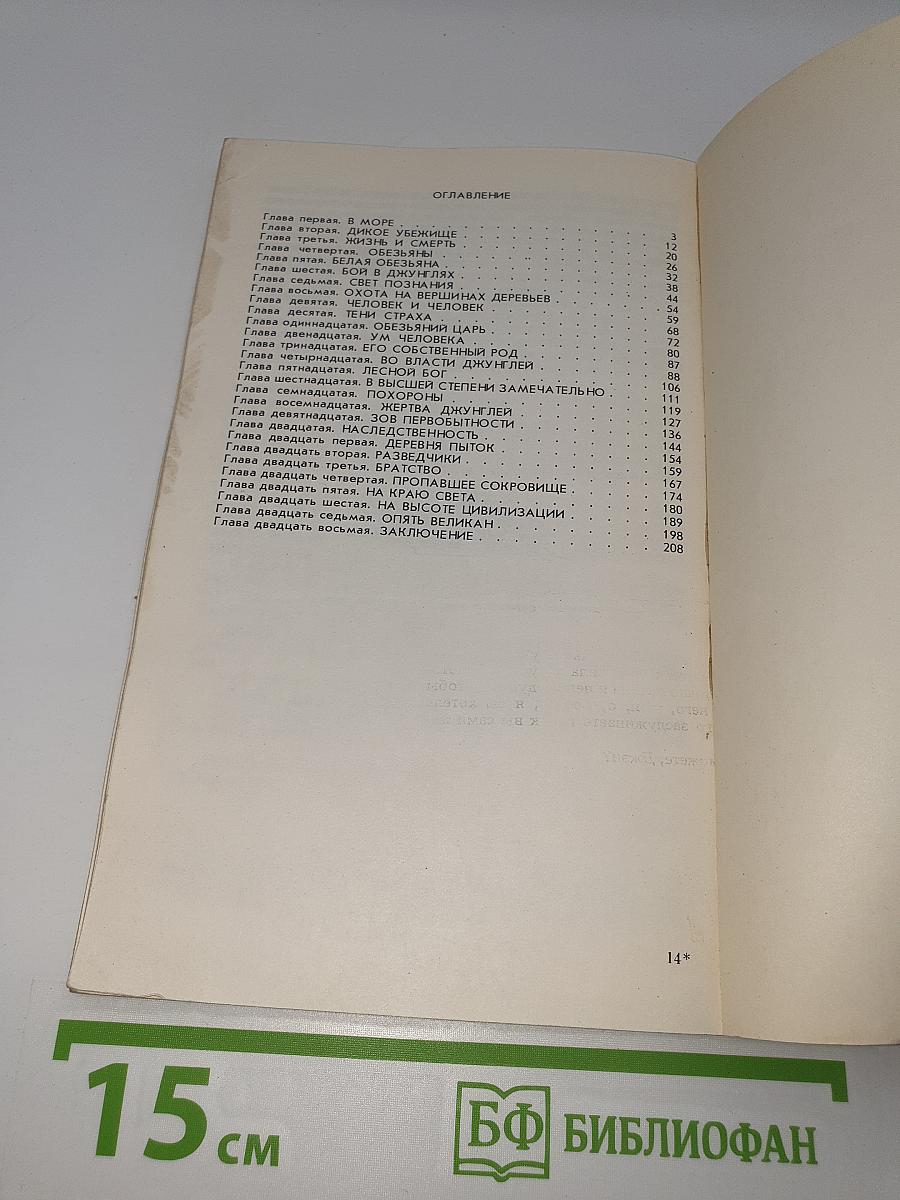 ОГЛАВЛЕНИЕ
Глава первая. В МОРЕ . . . . . . . . . . . . . . . . 3
Глава вторая. ДИКОЕ УБЕЖИЩЕ . . . . . . . . . . . . 12
Глава третья. ЖИЗНЬ И СМЕРТЬ . . . . . . . . . . . . 20
Глава четвертая. ОБЕЗЬЯНЫ . . . . . . . . . . . . 26
Глава пятая. БЕЛАЯ ОБЕЗЬЯНА . . . . . . . . . . . . 32
Глава шестая. БОЙ В ДЖУНГЛЯХ . . . . . . . . . . . . 38
Глава седьмая. СВЕТ ПОЗНАНИЯ . . . . . . . . . . . . 44
Глава восьмая. ОХОТА НА ВЕРШИНАХ ДЕРЕВЬЕВ . . . . . . . 54
Глава девятая. ЧЕЛОВЕК И ЧЕЛОВЕК . . . . . . . . . . 59
Глава десятая. ТЕНИ СТРАХА . . . . . . . . . . . . 68
Глава одиннадцатая. ОБЕЗЬЯНИЙ ЦАРЬ . . . . . . . . . . 72
Глава двенадцатая. УМ ЧЕЛОВЕКА . . . . . . . . . . . 80
Глава тринадцатая. ЕГО СОБСТВЕННЫЙ РОД . . . . . . . . 87
Глава четырнадцатая. ВО ВЛАСТИ ДЖУНГЛЕЙ . . . . . . . . 88
Глава пятнадцатая. ЛЕСНОЙ БОГ . . . . . . . . . . . 106
Глава шестнадцатая. В ВЫСШЕЙ СТЕПЕНИ ЗАМЕЧАТЕЛЬНО . . . . 111
Глава семнадцатая. ПОХОРОНЫ . . . . . . . . . . . 119
Глава восемнадцатая. ЖЕРТВА ДЖУНГЛЕЙ . . . . . . . . . 127
Глава девятнадцатая. ЗОВ ПЕРВОБЫТНОСТИ . . . . . . . . 136
Глава двадцатая. НАСЛЕДСТВЕННОСТЬ . . . . . . . . . . 144
Глава двадцать первая. ДЕРЕВНЯ ПЫТОК . . . . . . . . . 154
Глава двадцать вторая. РАЗВЕДЧИКИ . . . . . . . . . . 159
Глава двадцать третья. БРАТСТВО . . . . . . . . . . . 167
Глава двадцать четвертая. ПРОПАВШЕЕ СОКРОВИЩЕ . . . . . . 174
Глава двадцать пятая. НА КРАЮ СВЕТА . . . . . . . . . 180
Глава двадцать шестая. НА ВЫСОТЕ ЦИВИЛИЗАЦИИ . . . . . . 189
Глава двадцать седьмая. ОПЯТЬ ВЕЛИКАН . . . . . . . . . 198
Глава двадцать восьмая. ЗАКЛЮЧЕНИЕ . . . . . . . . . . 208
14*
15 см
БФ БИБЛИОФАН